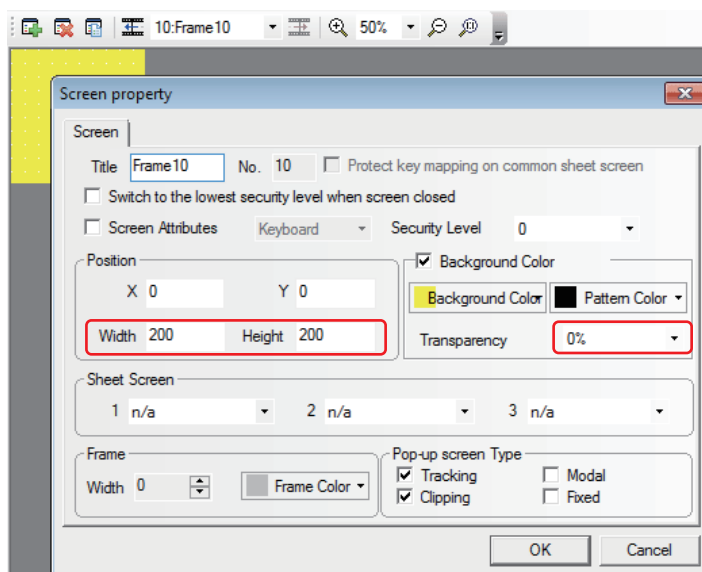 10:Frame10 50%
Screen property
Screen
Title Frame10 No. 10 Protect key mapping on common sheet screen
Switch to the lowest security level when screen closed
Screen Attributes Keyboard Security Level 0
Position Background Color
X 0 Y 0
Background Color Pattern Color
Width 200 Height 200 Transparency 0%
Sheet Screen
1 n/a 2 n/a 3 n/a
Frame Pop-up screen Type
Tracking Modal
Width 0 Frame Color
Clipping Fixed
OK Cancel